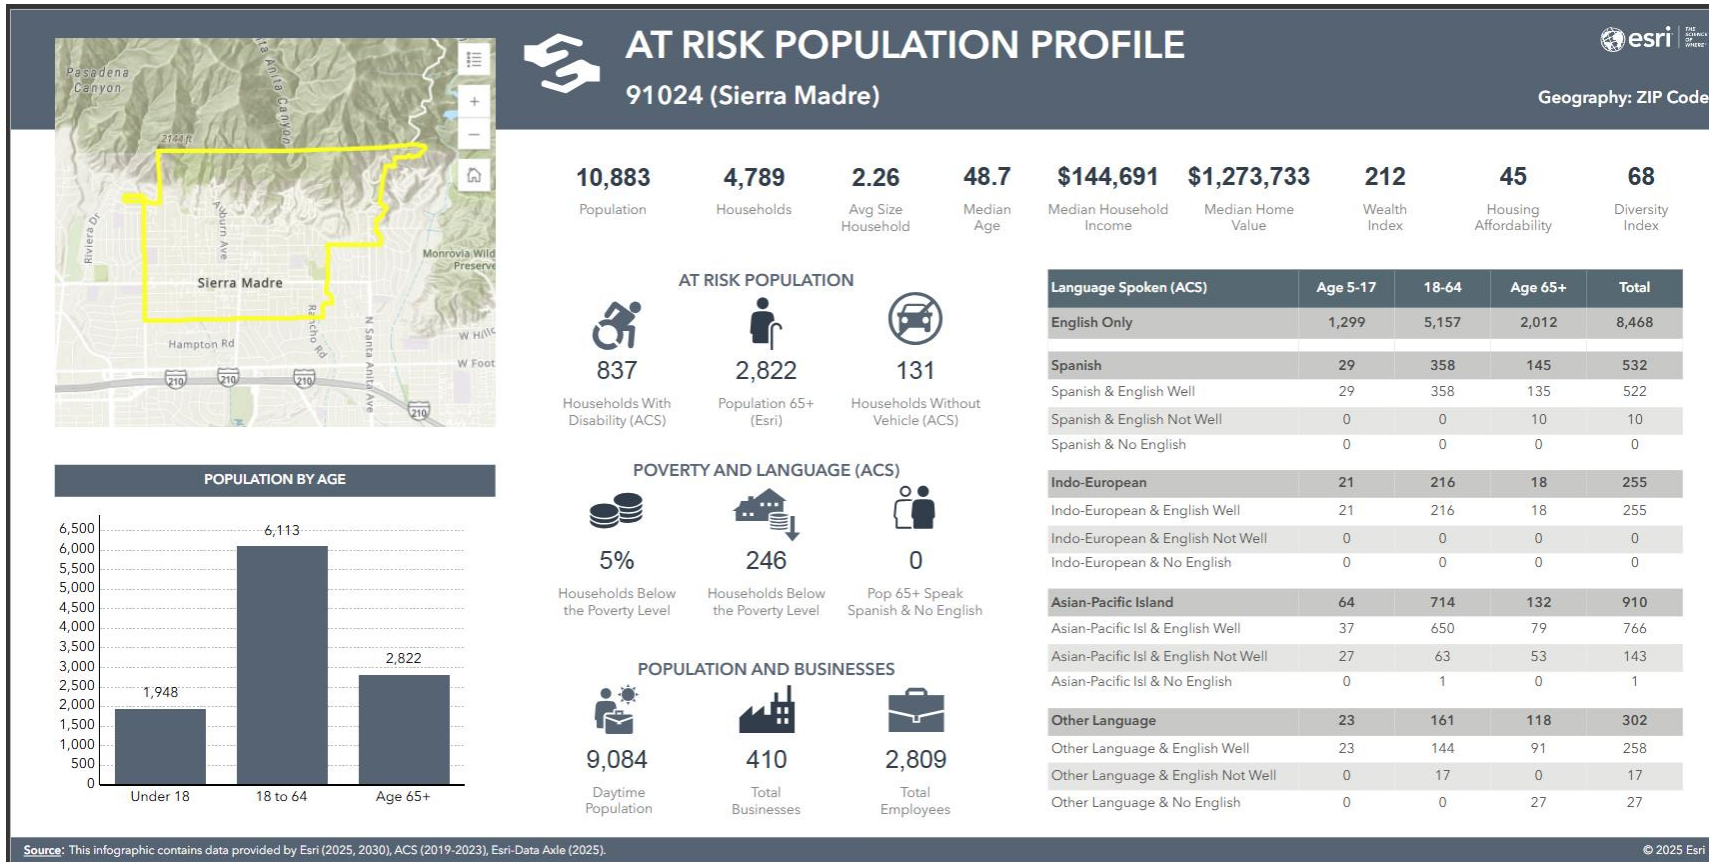 AT RISK POPULATION PROFILE
91024 (Sierra Madre)
esri
THE
SCIENCE
OF
WHERE
Geography: ZIP Code
Pasadena
Canyon
Anita Canyon
2144 ft
Riviera Dr
Auburn Ave
Sierra Madre
Monrovia Wild
Preserve
Hampton Rd
Rancho Rd
N Santa Anita Ave
W Foot
210
210
210
210
10,883
Population
4,789
Households
2.26
Avg Size
Household
48.7
Median
Age
$144,691
Median Household
Income
$1,273,733
Median Home
Value
212
Wealth
Index
45
Housing
Affordability
68
Diversity
Index
POPULATION BY AGE
6,500
6,000
5,500
5,000
4,500
4,000
3,500
3,000
2,500
2,000
1,500
1,000
500
0
1,948
6,113
2,822
Under 18
18 to 64
Age 65+
AT RISK POPULATION
837
Households With
Disability (ACS)
2,822
Population 65+
(Esri)
131
Households Without
Vehicle (ACS)
POVERTY AND LANGUAGE (ACS)
5%
Households Below
the Poverty Level
246
Households Below
the Poverty Level
0
Pop 65+ Speak
Spanish & No English
POPULATION AND BUSINESSES
9,084
Daytime
Population
410
Total
Businesses
2,809
Total
Employees
Language Spoken (ACS) Age 5-17 18-64 Age 65+ Total
English Only 1,299 5,157 2,012 8,468
Spanish 29 358 145 532
Spanish & English Well 29 358 135 522
Spanish & English Not Well 0 0 10 10
Spanish & No English 0 0 0 0
Indo-European 21 216 18 255
Indo-European & English Well 21 216 18 255
Indo-European & English Not Well 0 0 0 0
Indo-European & No English 0 0 0 0
Asian-Pacific Island 64 714 132 910
Asian-Pacific Isl & English Well 37 650 79 766
Asian-Pacific Isl & English Not Well 27 63 53 143
Asian-Pacific Isl & No English 0 1 0 1
Other Language 23 161 118 302
Other Language & English Well 23 144 91 258
Other Language & English Not Well 0 17 0 17
Other Language & No English 0 0 27 27
Source: This infographic contains data provided by Esri (2025, 2030), ACS (2019-2023), Esri-Data Axle (2025).
© 2025 Esri